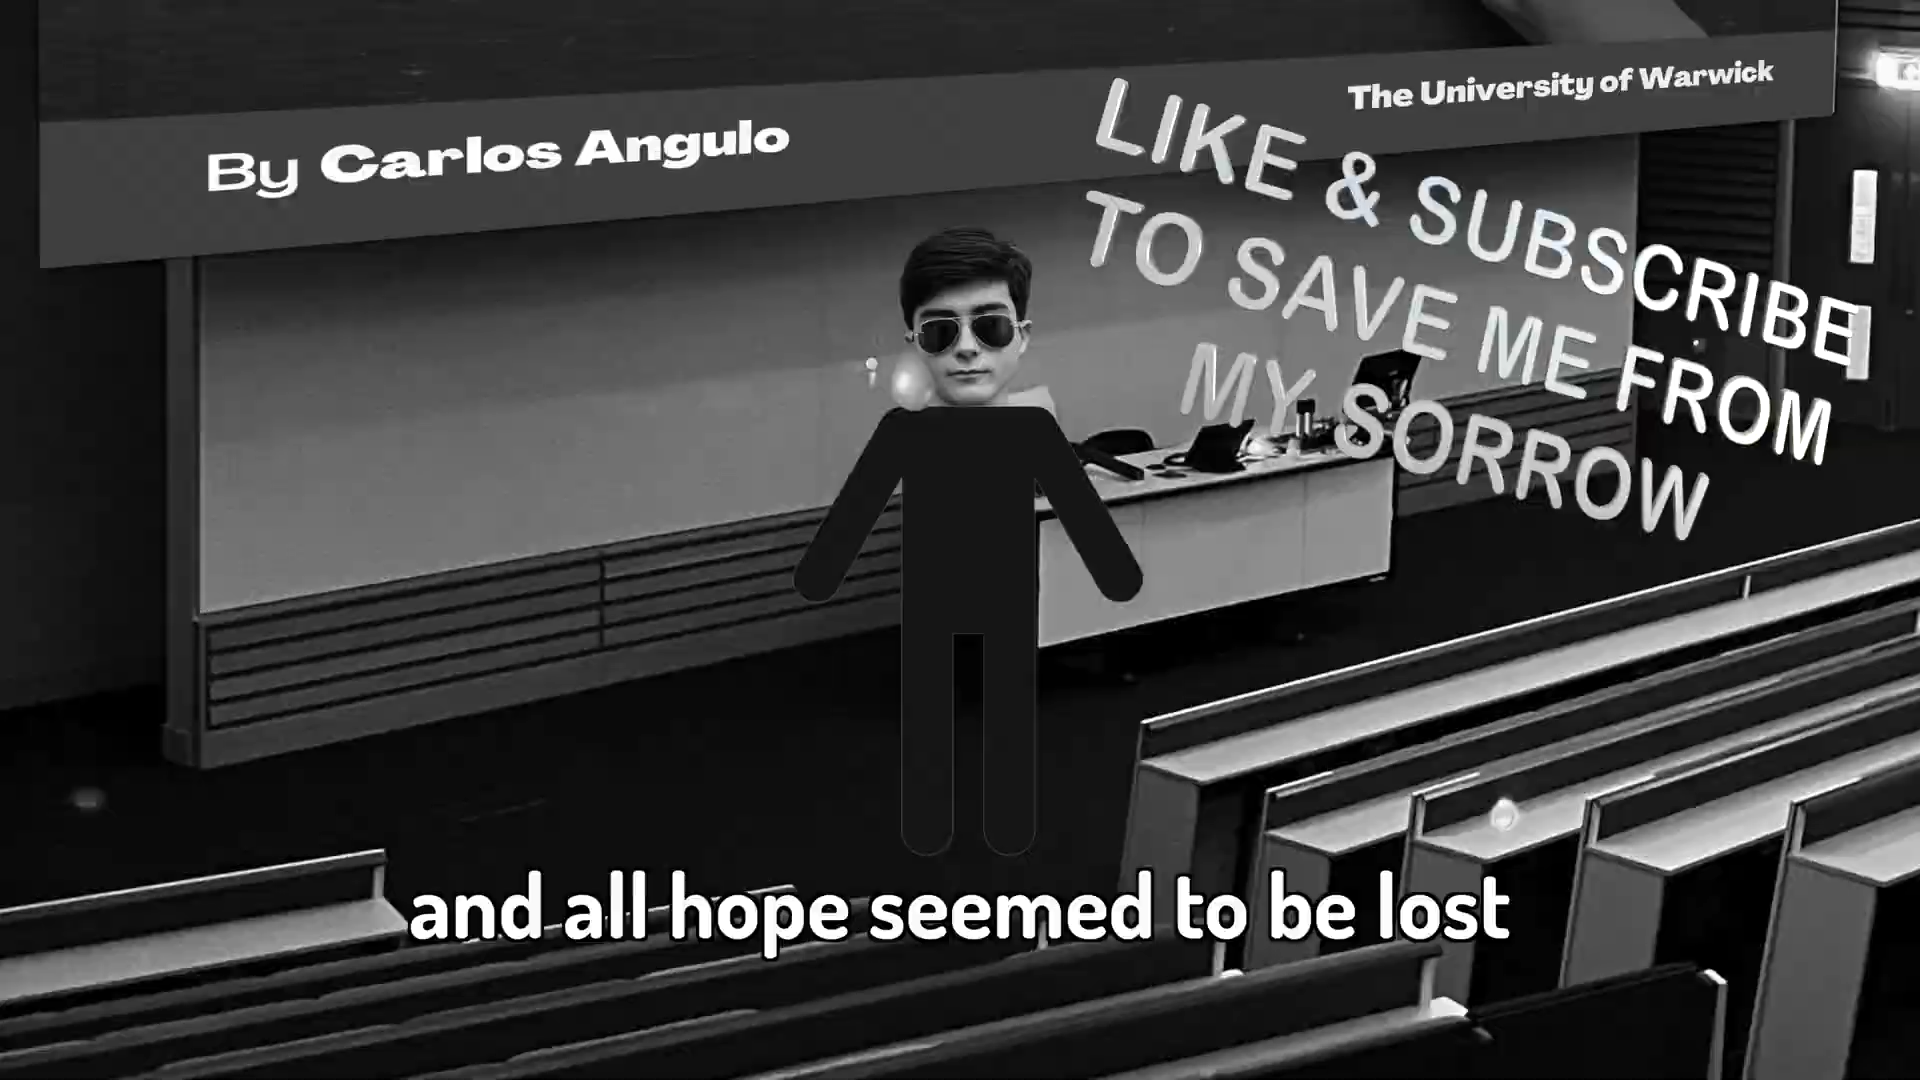 By Carlos Angulo
The University of Warwick
LIKE & SUBSCRIBE
TO SAVE ME FROM
MY SORROW
and all hope seemed to be lost